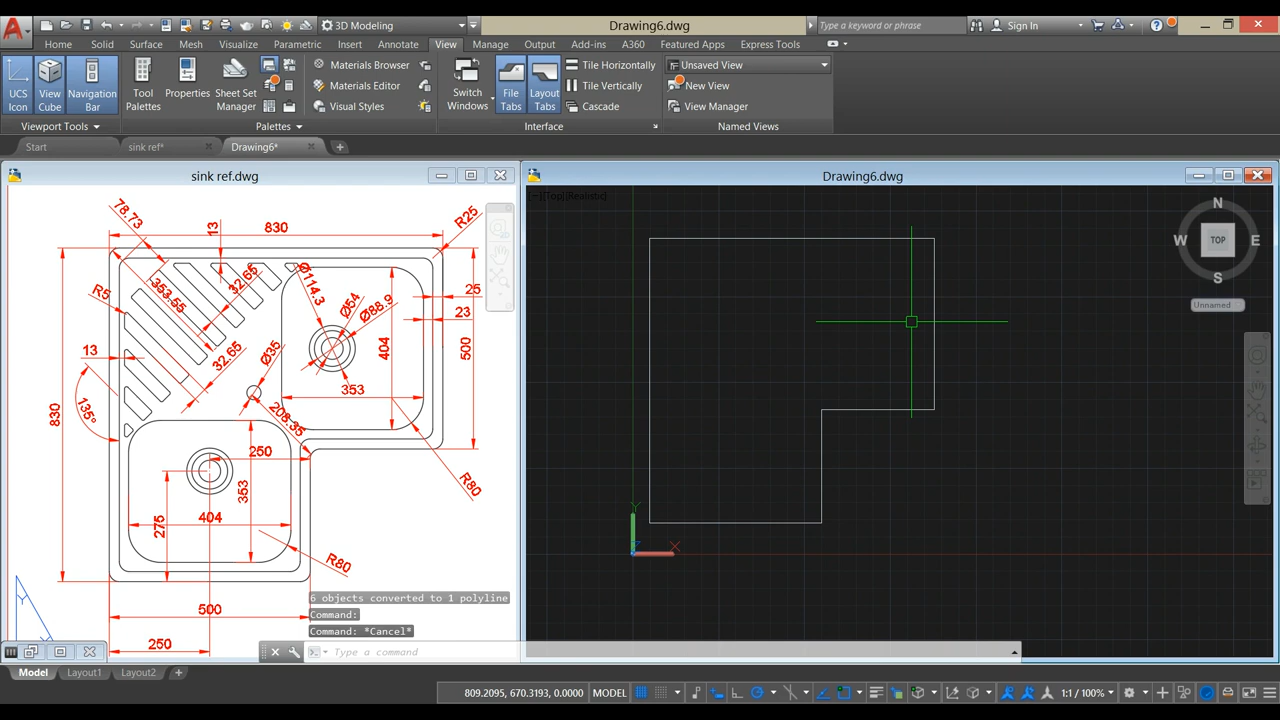 3D Modeling
Drawing6.dwg
Type a keyword or phrase
Sign In
Home Solid Surface Mesh Visualize Parametric Insert Annotate View Manage Output Add-ins A360 Featured Apps Express Tools
UCS Icon
View Cube
Navigation Bar
Tool Palettes
Properties
Sheet Set Manager
Materials Browser
Materials Editor
Visual Styles
Switch Windows
File Tabs
Layout Tabs
Tile Horizontally
Tile Vertically
Cascade
Unsaved View
New View
View Manager
Viewport Tools
Palettes
Interface
Named Views
Start
sink ref*
Drawing6*
sink ref.dwg
Drawing6.dwg
[−][Top][Realistic]
78.73
13
830
R25
353.55
32.65
Ø114.3
Ø54
Ø88.9
25
R5
23
13
32.65
Ø35
404
500
353
830
135°
208.35
250
R80
353
404
275
R80
500
250
Y
N
W
TOP
E
S
Unnamed
Y
Z
X
6 objects converted to 1 polyline
Command:
Command: *Cancel*
Type a command
Model
Layout1
Layout2
809.2095, 670.3193, 0.0000
MODEL
1:1 / 100%